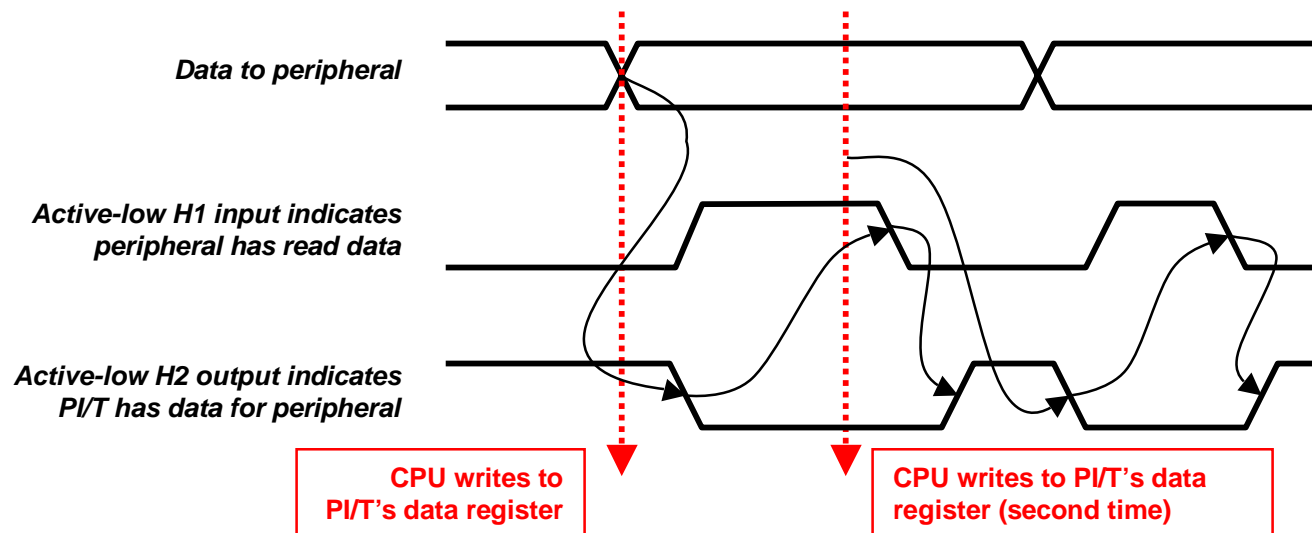 Data to peripheral
Active-low H1 input indicates
peripheral has read data
Active-low H2 output indicates
PI/T has data for peripheral
CPU writes to
PI/T’s data register
CPU writes to PI/T’s data
register (second time)